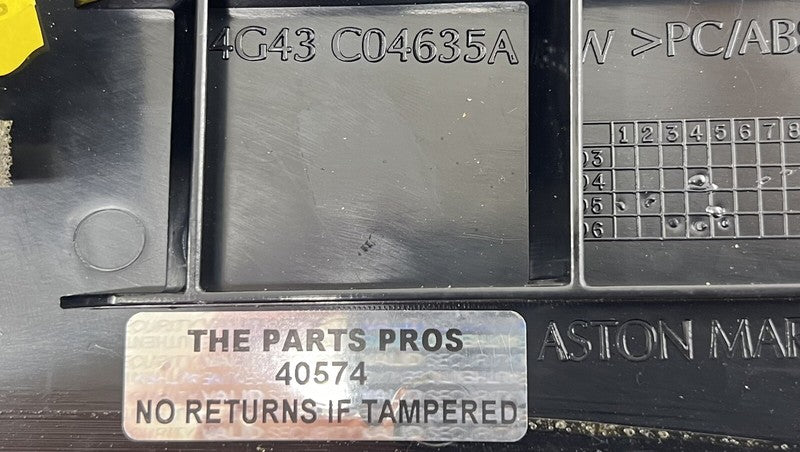 4G43 C04635A
W >PC/ABS
1 2 3 4 5 6 7 8
03
04
05
06
THE PARTS PROS
40574
NO RETURNS IF TAMPERED
ASTON MAR